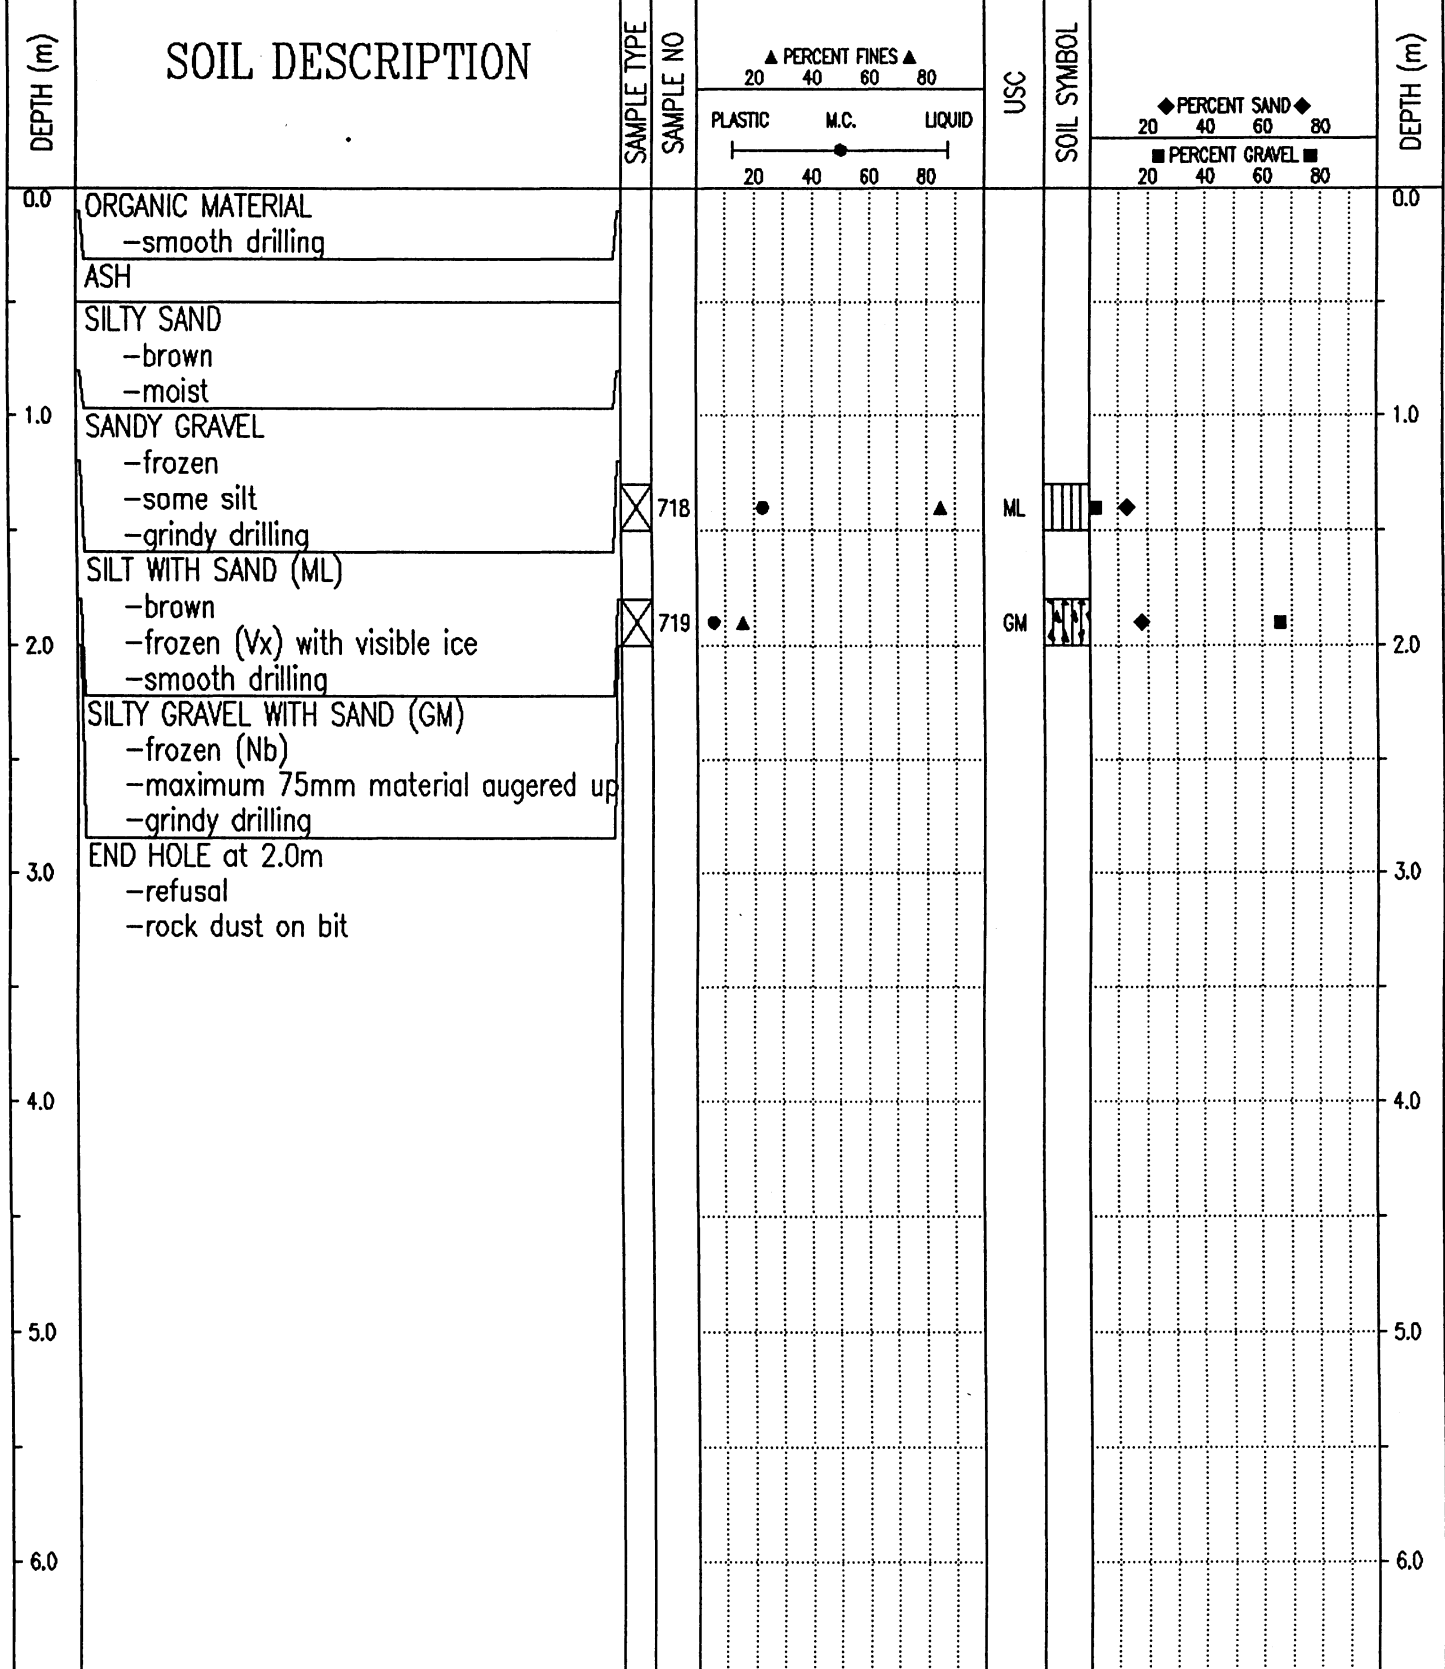 DEPTH (m)
SOIL DESCRIPTION
SAMPLE TYPE
SAMPLE NO
▲ PERCENT FINES ▲
20 40 60 80
PLASTIC M.C. LIQUID
20 40 60 80
USC
SOIL SYMBOL
◆ PERCENT SAND ◆
20 40 60 80
■ PERCENT GRAVEL ■
20 40 60 80
DEPTH (m)
0.0 0.0
ORGANIC MATERIAL
-smooth drilling
ASH
SILTY SAND
-brown
-moist
1.0 1.0
SANDY GRAVEL
-frozen
-some silt
718 ML
-grindy drilling
SILT WITH SAND (ML)
-brown
719 GM
2.0 -frozen (Vx) with visible ice 2.0
-smooth drilling
SILTY GRAVEL WITH SAND (GM)
-frozen (Nb)
-maximum 75mm material augered up
-grindy drilling
END HOLE at 2.0m
3.0 3.0
-refusal
-rock dust on bit
4.0 4.0
5.0 5.0
6.0 6.0